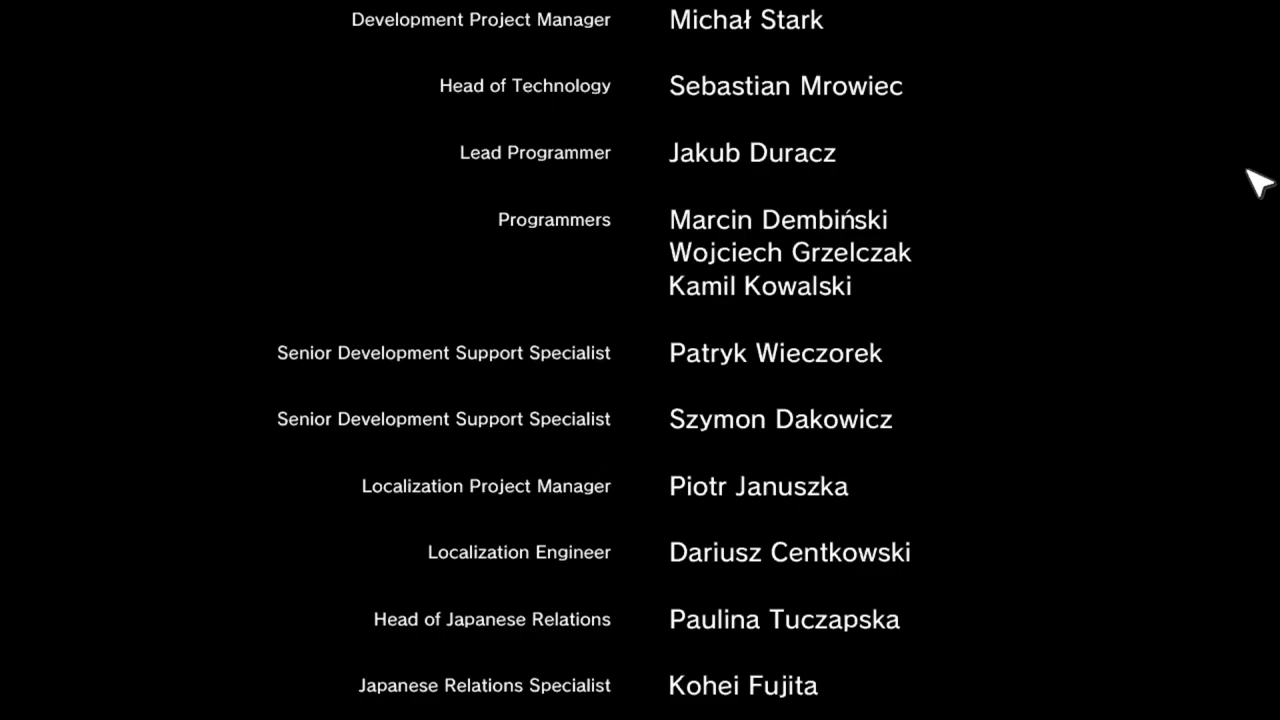 Development Project Manager Michał Stark
Head of Technology Sebastian Mrowiec
Lead Programmer Jakub Duracz
Programmers Marcin Dembiński
Wojciech Grzelczak
Kamil Kowalski
Senior Development Support Specialist Patryk Wieczorek
Senior Development Support Specialist Szymon Dakowicz
Localization Project Manager Piotr Januszka
Localization Engineer Dariusz Centkowski
Head of Japanese Relations Paulina Tuczapska
Japanese Relations Specialist Kohei Fujita